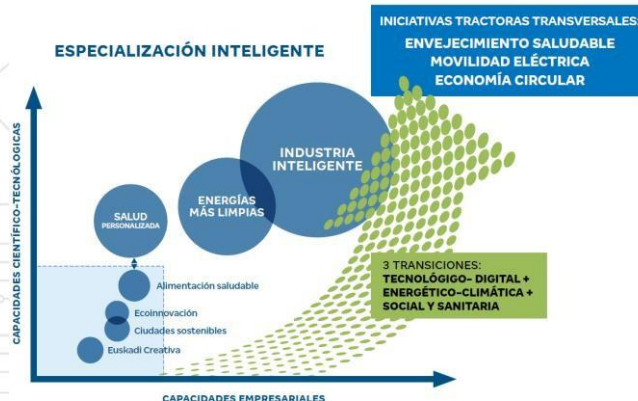 ESPECIALIZACIÓN INTELIGENTE
INICIATIVAS TRACTORAS TRANSVERSALES:
ENVEJECIMIENTO SALUDABLE
MOVILIDAD ELÉCTRICA
ECONOMÍA CIRCULAR
CAPACIDADES CIENTÍFICO-TECNÓLOGICAS
INDUSTRIA
INTELIGENTE
ENERGÍAS
MÁS LIMPIAS
SALUD
PERSONALIZADA
Alimentación saludable
Ecoinnovación
Ciudades sostenibles
Euskadi Creativa
3 TRANSICIONES:
TECNOLÓGIGO- DIGITAL +
ENERGÉTICO-CLIMÁTICA +
SOCIAL Y SANITARIA
CAPACIDADES EMPRESARIALES